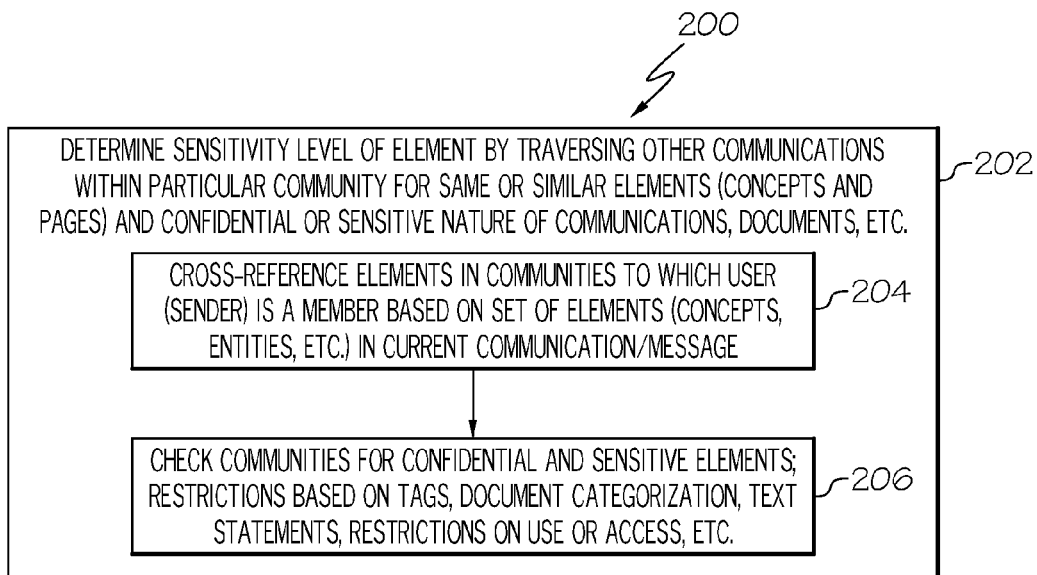 200
DETERMINE SENSITIVITY LEVEL OF ELEMENT BY TRAVERSING OTHER COMMUNICATIONS
WITHIN PARTICULAR COMMUNITY FOR SAME OR SIMILAR ELEMENTS (CONCEPTS AND
PAGES) AND CONFIDENTIAL OR SENSITIVE NATURE OF COMMUNICATIONS, DOCUMENTS, ETC.
202
CROSS-REFERENCE ELEMENTS IN COMMUNITIES TO WHICH USER
(SENDER) IS A MEMBER BASED ON SET OF ELEMENTS (CONCEPTS,
ENTITIES, ETC.) IN CURRENT COMMUNICATION/MESSAGE
204
CHECK COMMUNITIES FOR CONFIDENTIAL AND SENSITIVE ELEMENTS;
RESTRICTIONS BASED ON TAGS, DOCUMENT CATEGORIZATION, TEXT
STATEMENTS, RESTRICTIONS ON USE OR ACCESS, ETC.
206